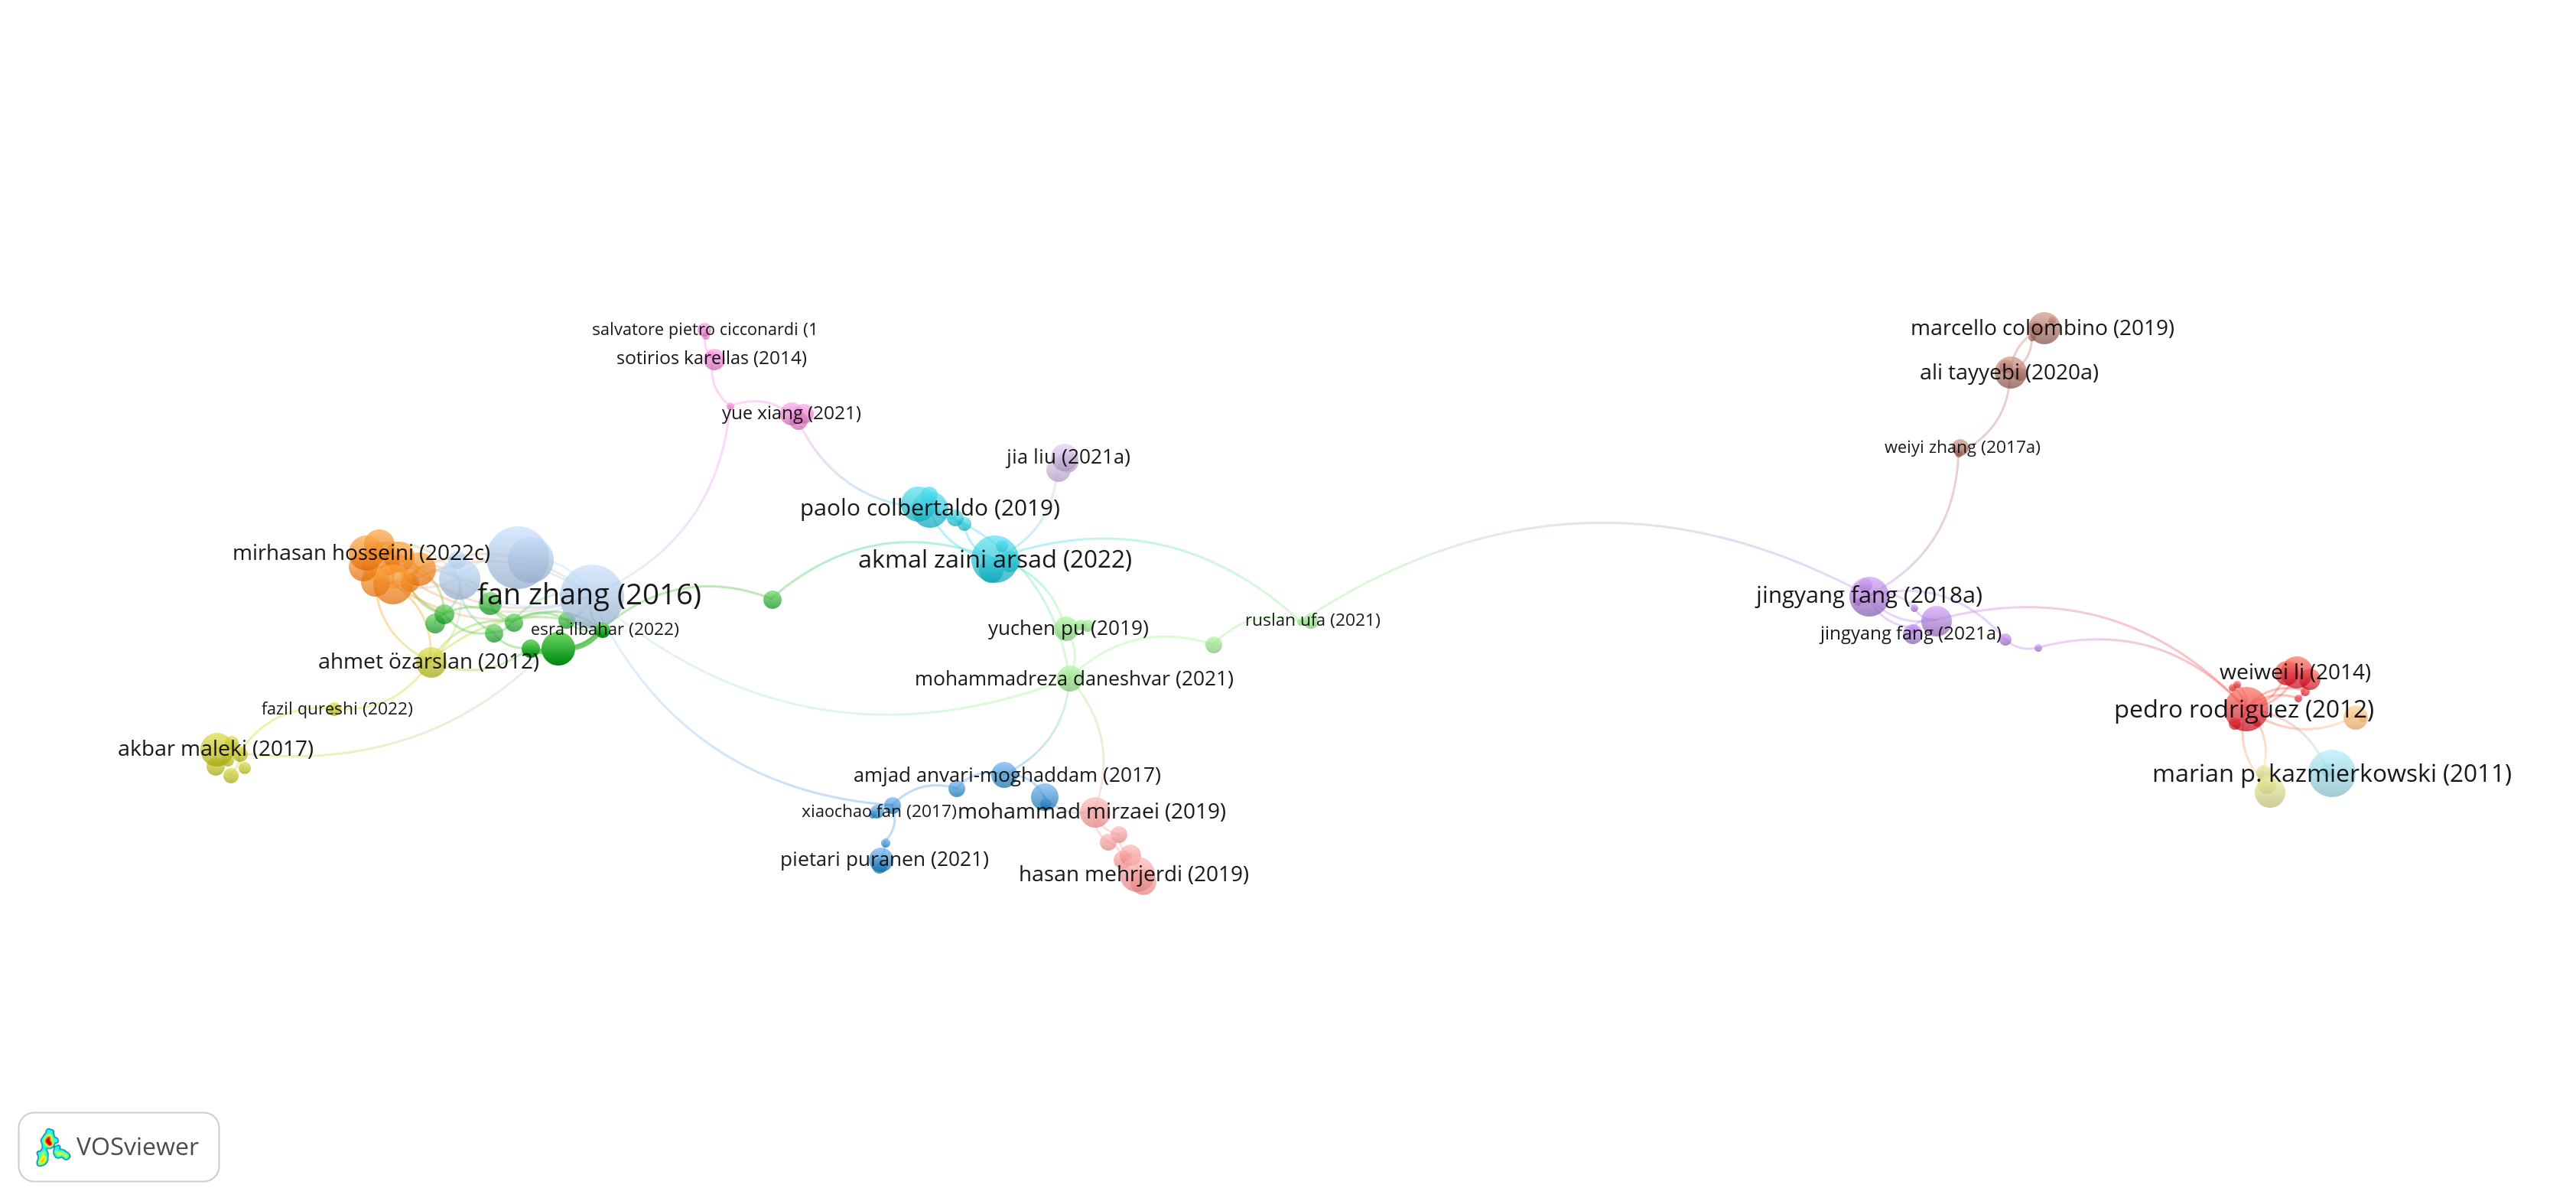 salvatore pietro cicconardi (1
marcello colombino (2019)
sotirios karellas (2014)
ali tayyebi (2020a)
yue xiang (2021)
weiyi zhang (2017a)
jia liu (2021a)
paolo colbertaldo (2019)
mirhasan hosseini (2022c)
akmal zaini arsad (2022)
fan zhang (2016)
jingyang fang (2018a)
ruslan ufa (2021)
esra ilbahar (2022)
yuchen pu (2019)
jingyang fang (2021a)
ahmet özarslan (2012)
weiwei li (2014)
mohammadreza daneshvar (2021)
fazil qureshi (2022)
pedro rodriguez (2012)
akbar maleki (2017)
amjad anvari-moghaddam (2017)
marian p. kazmierkowski (2011)
xiaochao fan (2017)
mohammad mirzaei (2019)
pietari puranen (2021)
hasan mehrjerdi (2019)
VOSviewer